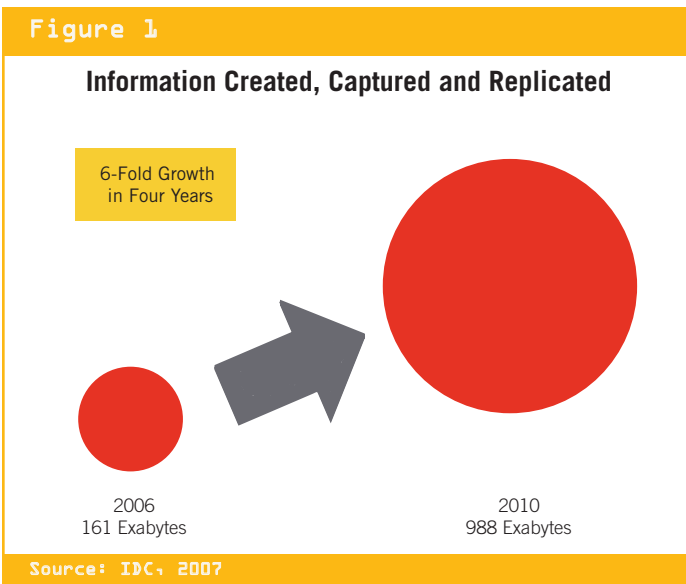 Figure 1
Information Created, Captured and Replicated
6-Fold Growth
in Four Years
2006
161 Exabytes
2010
988 Exabytes
Source: IDC, 2007